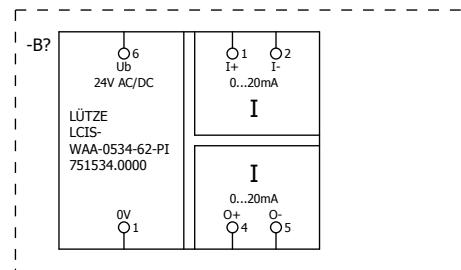 -B?
6
Ub
24V AC/DC
LÜTZE
LCIS-
WAA-0534-62-PI
751534.0000
0V
1
1 2
I+ I-
0...20mA
I
I
0...20mA
O+ O-
4 5